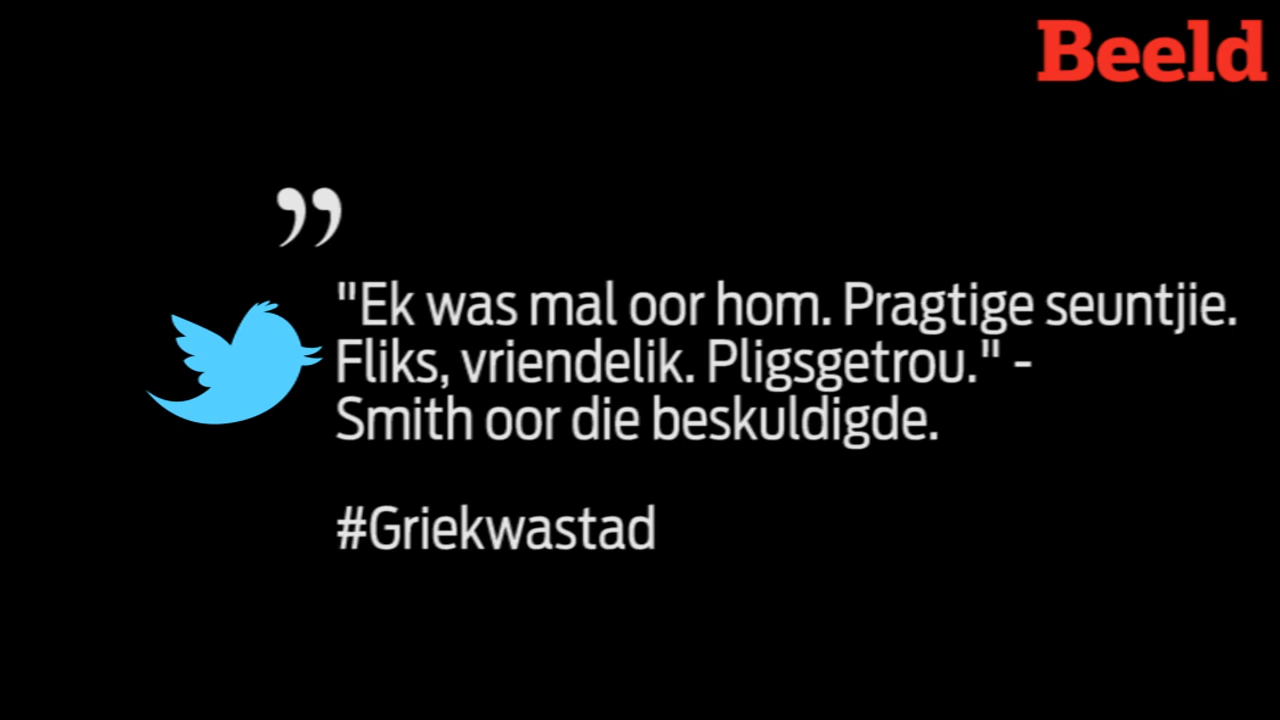 Beeld
”
"Ek was mal oor hom. Pragtige seuntjie.
Fliks, vriendelik. Pligsgetrou." -
Smith oor die beskuldigde.
#Griekwastad